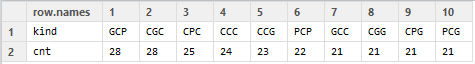 row.names 1 2 3 4 5 6 7 8 9 10
1 kind GCP CGC CPC CCC CCG PCP GCC CGG CPG PCG
2 cnt 28 28 25 24 23 22 21 21 21 21